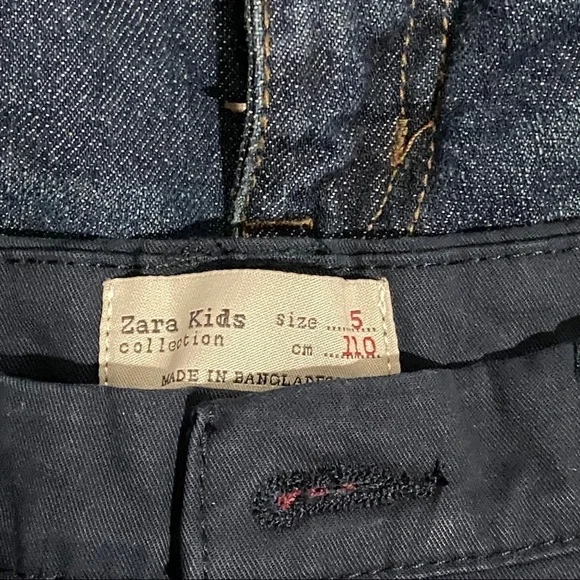 Zara Kids size 5
collection cm 110
MADE IN BANGLADES